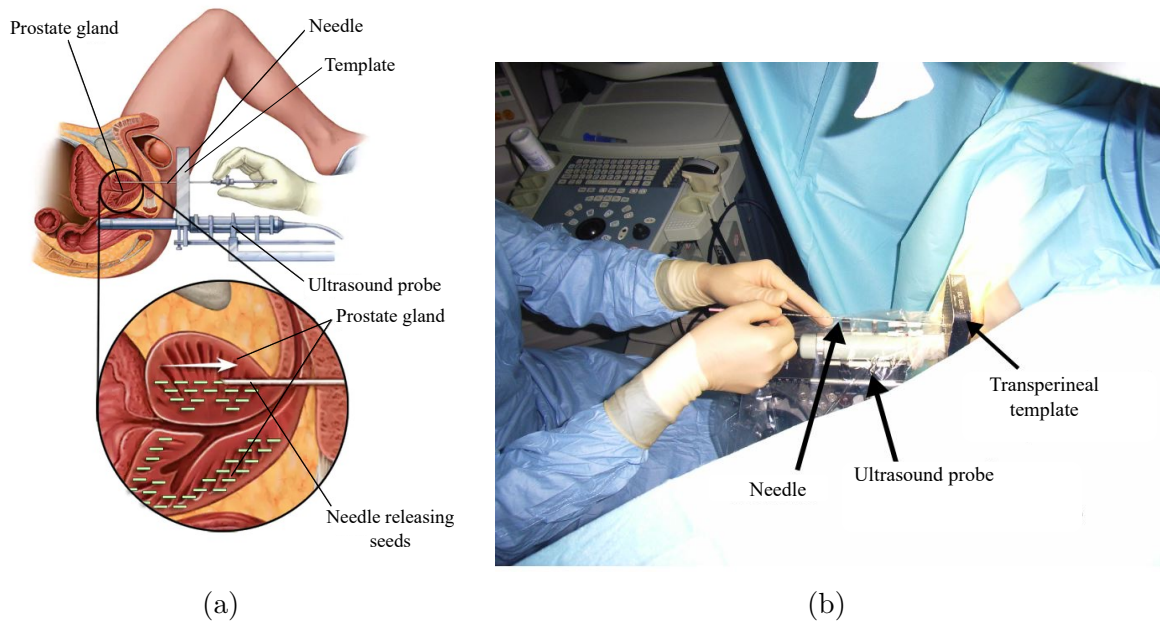 Prostate gland
Needle
Template
Ultrasound probe
Prostate gland
Needle releasing
seeds
(a)
Needle
Ultrasound probe
Transperineal
template
(b)